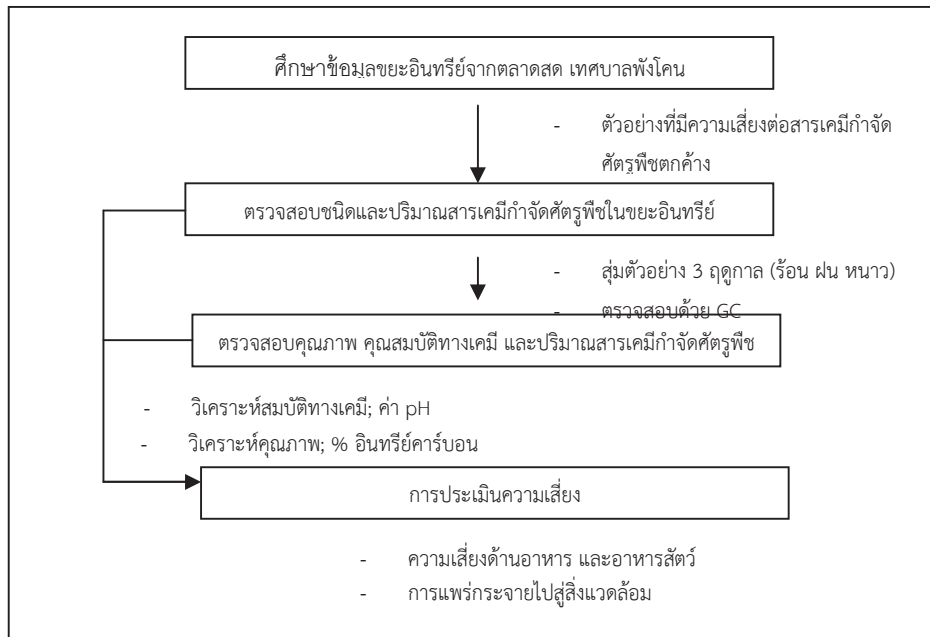 ศึกษาข้อมูลขยะอินทรีย์จากตลาดสด เทศบาลพังโคน
- ตัวอย่างที่มีความเสี่ยงต่อสารเคมีกำจัด
ศัตรูพืชตกค้าง
ตรวจสอบชนิดและปริมาณสารเคมีกำจัดศัตรูพืชในขยะอินทรีย์
- สุ่มตัวอย่าง 3 ฤดูกาล (ร้อน ฝน หนาว)
- ตรวจสอบด้วย GC
ตรวจสอบคุณภาพ คุณสมบัติทางเคมี และปริมาณสารเคมีกำจัดศัตรูพืช
- วิเคราะห์สมบัติทางเคมี; ค่า pH
- วิเคราะห์คุณภาพ; % อินทรีย์คาร์บอน
การประเมินความเสี่ยง
- ความเสี่ยงด้านอาหาร และอาหารสัตว์
- การแพร่กระจายไปสู่สิ่งแวดล้อม